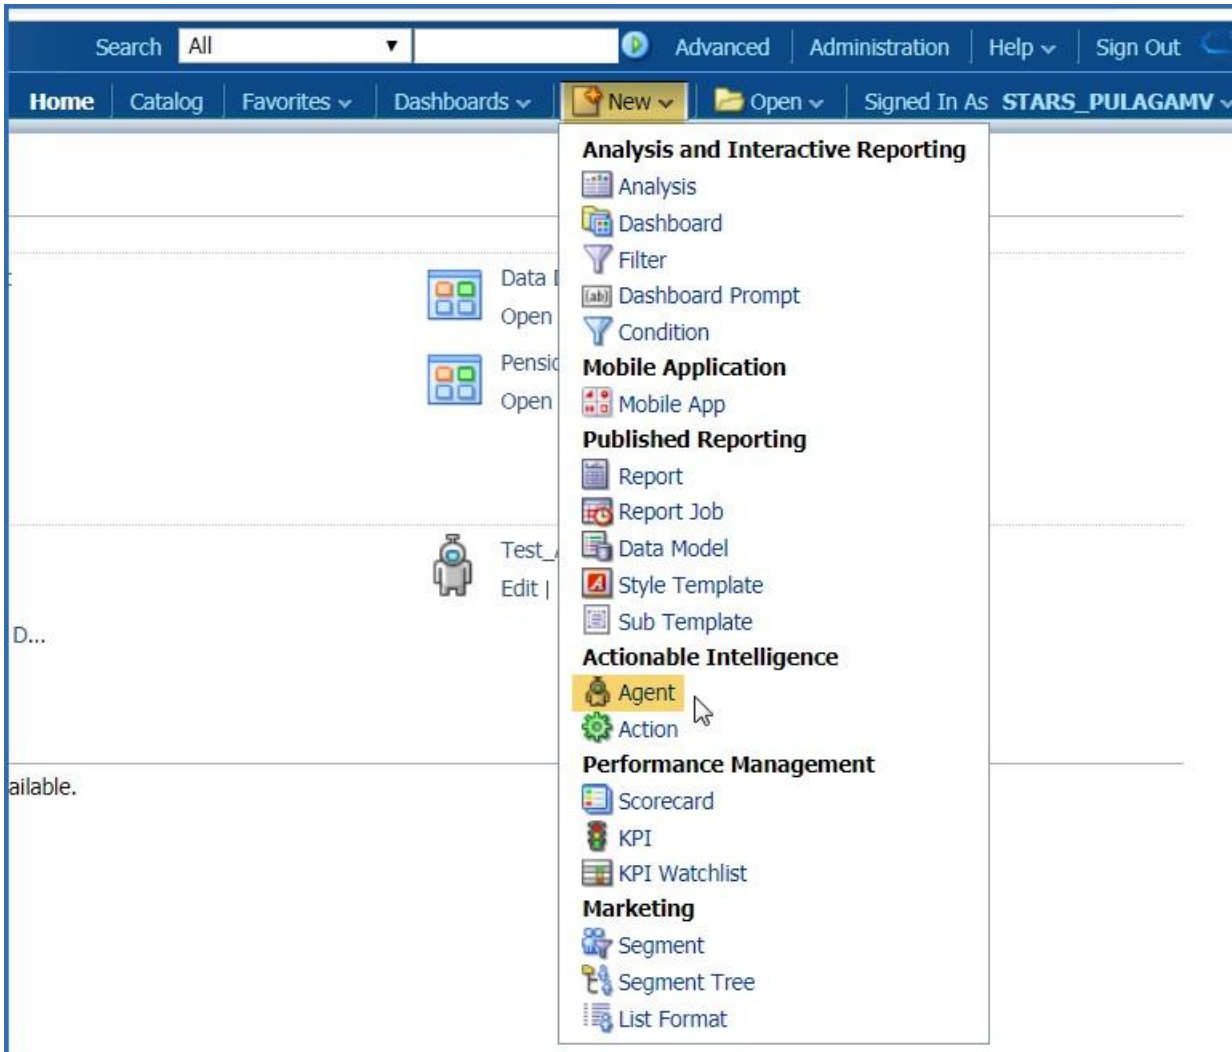 Search All Advanced Administration Help Sign Out
Home Catalog Favorites Dashboards New Open Signed In As STARS_PULAGAMV
Analysis and Interactive Reporting
Analysis
Dashboard
Filter
Data
(ab) Dashboard Prompt
Open
Condition
Mobile Application
Open
Mobile App
Published Reporting
Report
Report Job
Test_
Data Model
Edit |
Style Template
D...
Sub Template
Actionable Intelligence
Agent
Action
Performance Management
ailable.
Scorecard
KPI
KPI Watchlist
Marketing
Segment
Segment Tree
List Format